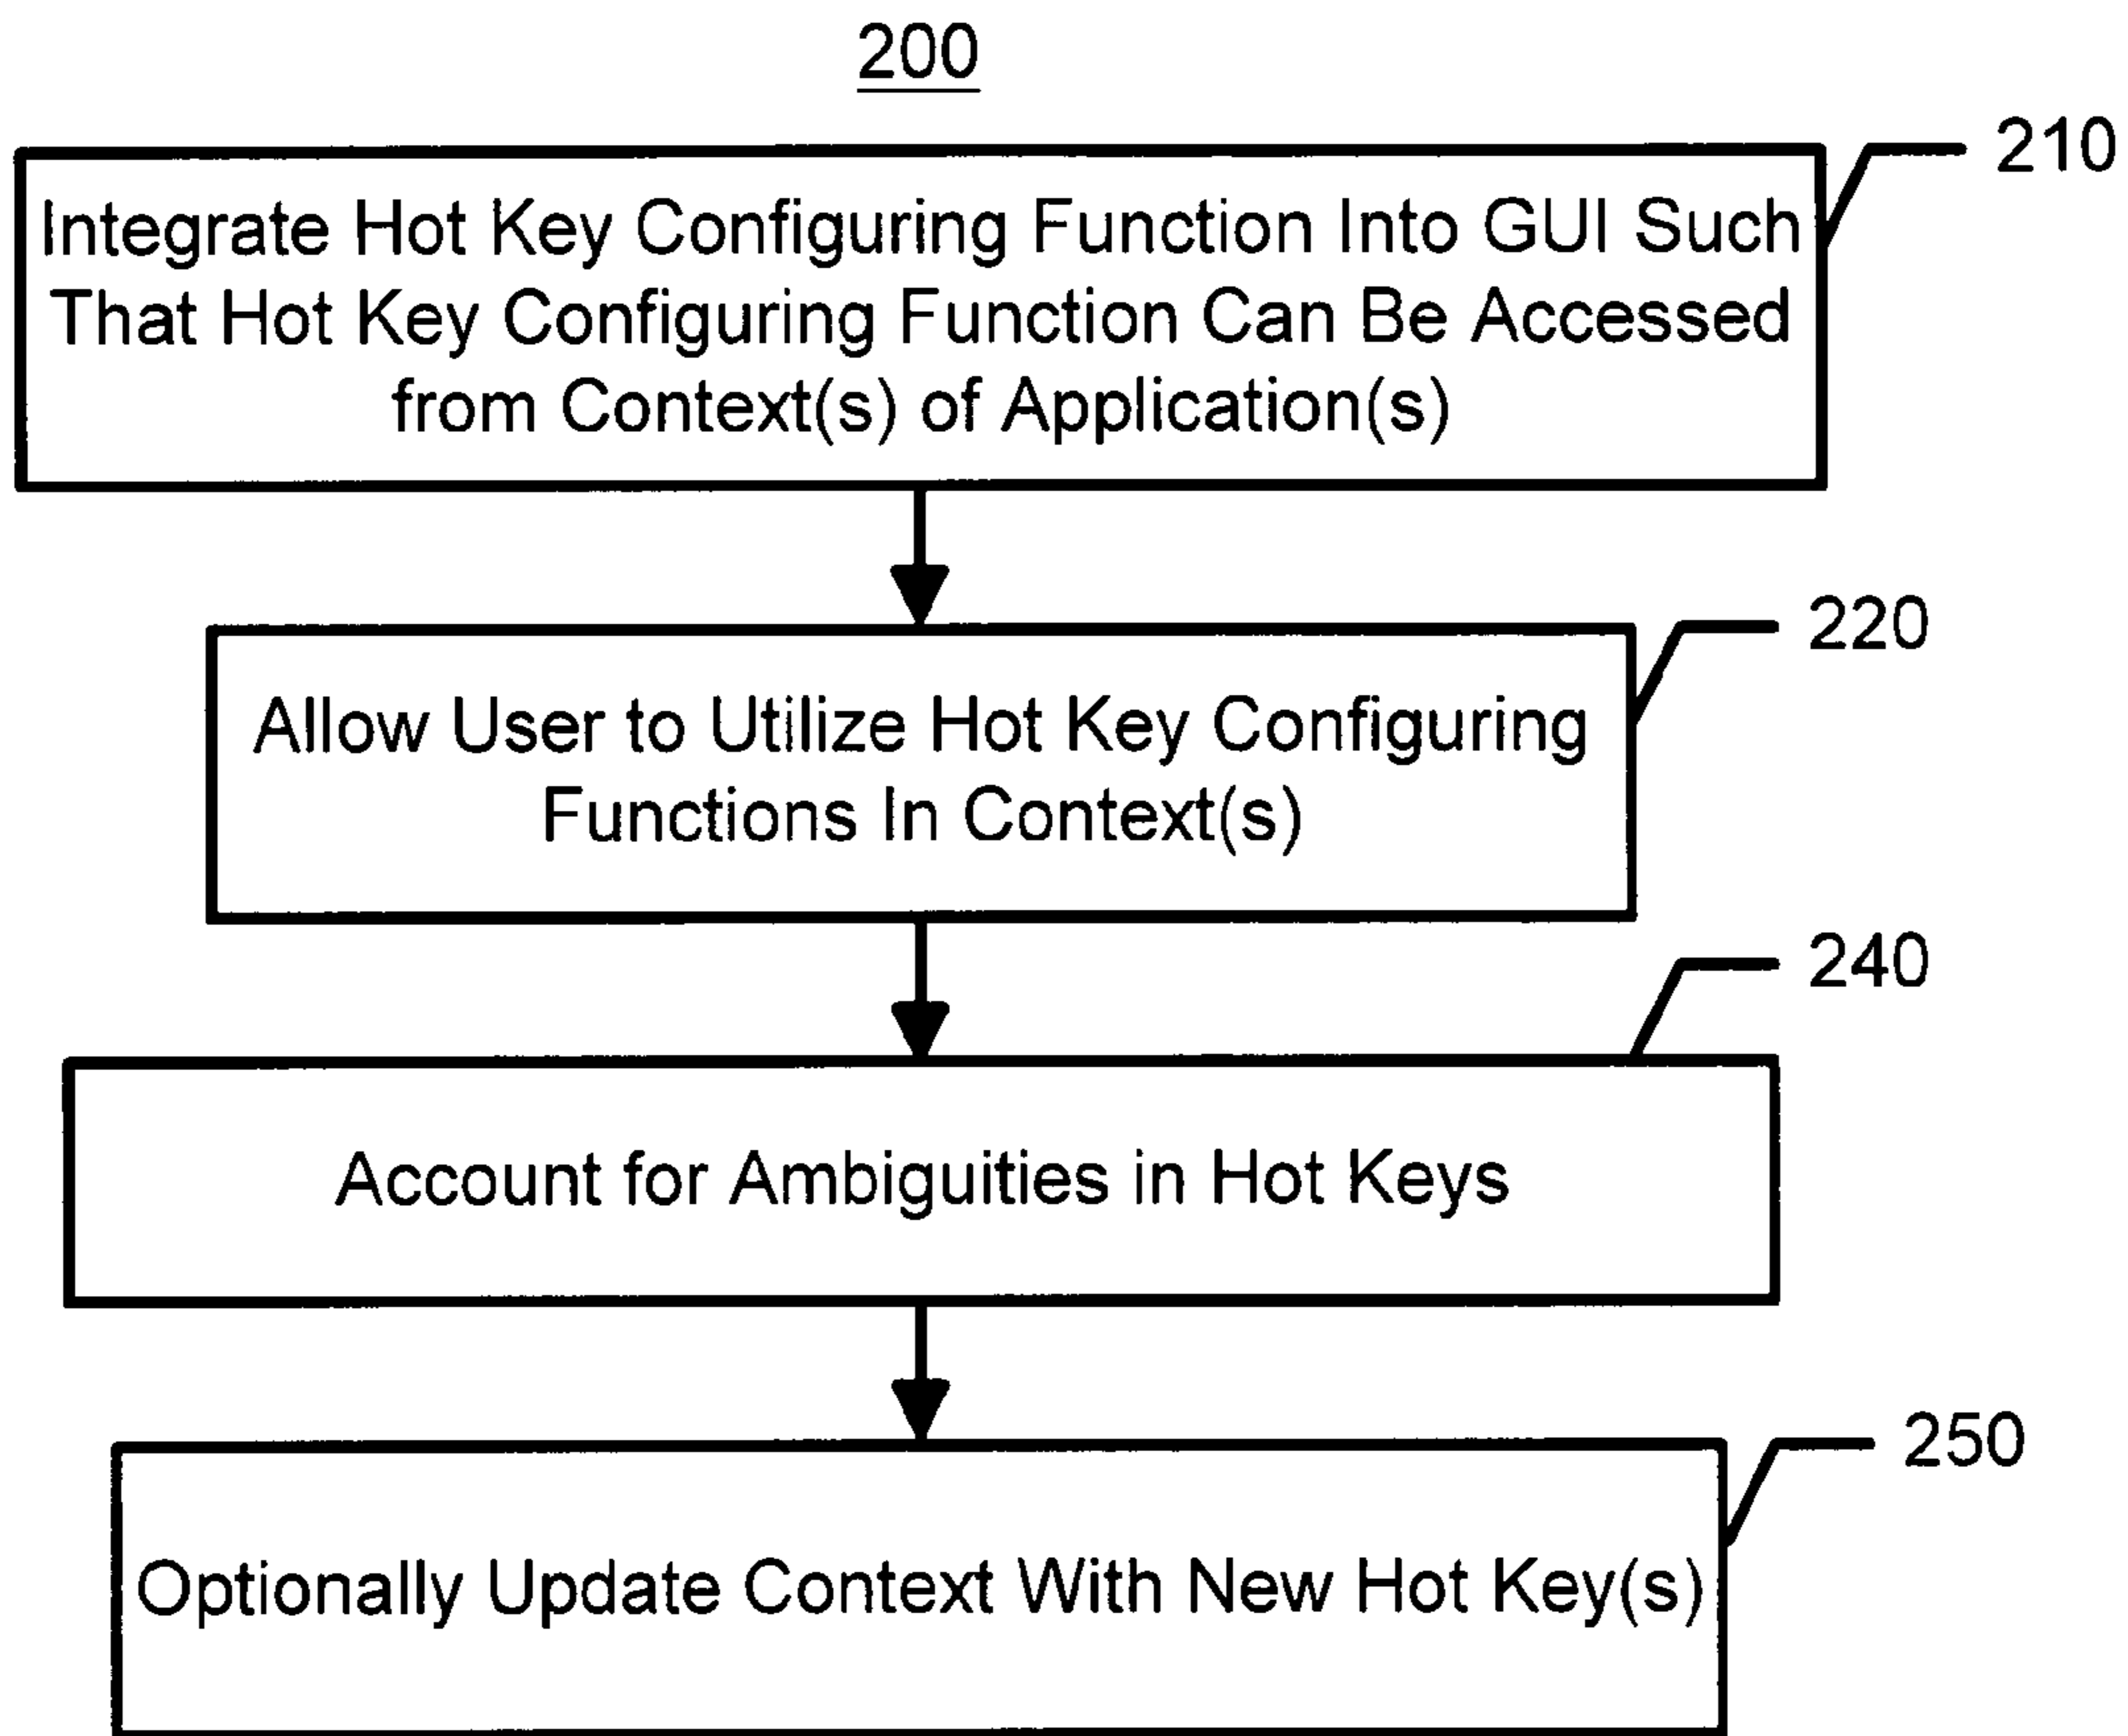 200
210
Integrate Hot Key Configuring Function Into GUI Such
That Hot Key Configuring Function Can Be Accessed
from Context(s) of Application(s)
220
Allow User to Utilize Hot Key Configuring
Functions In Context(s)
240
Account for Ambiguities in Hot Keys
250
Optionally Update Context With New Hot Key(s)